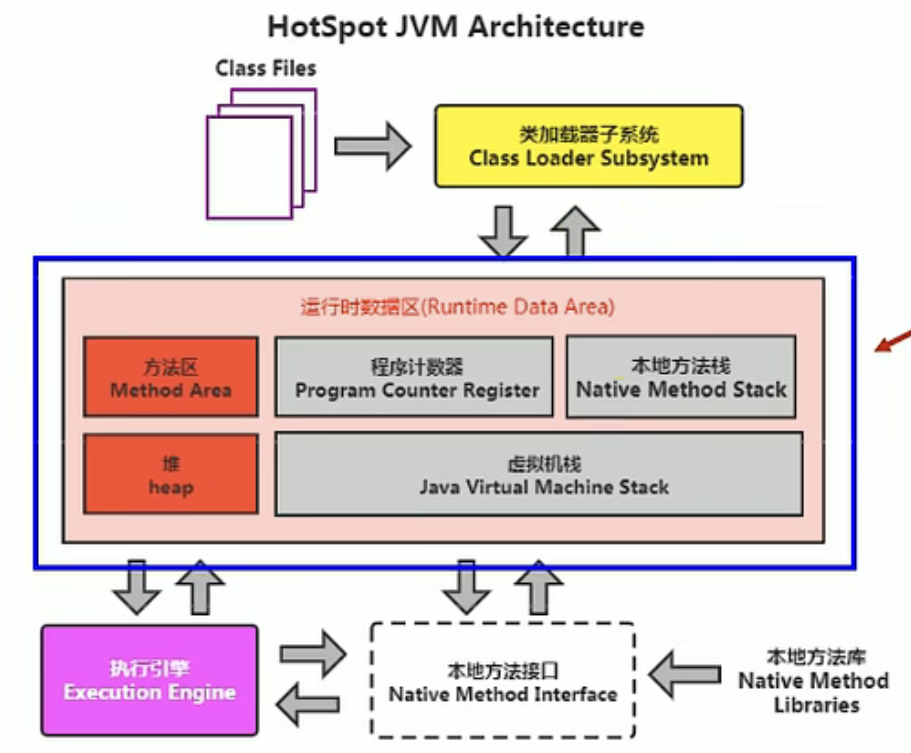 HotSpot JVM Architecture
Class Files
类加载器子系统
Class Loader Subsystem
运行时数据区(Runtime Data Area)
方法区
Method Area
程序计数器
Program Counter Register
本地方法栈
Native Method Stack
堆
heap
虚拟机栈
Java Virtual Machine Stack
执行引擎
Execution Engine
本地方法接口
Native Method Interface
本地方法库
Native Method
Libraries